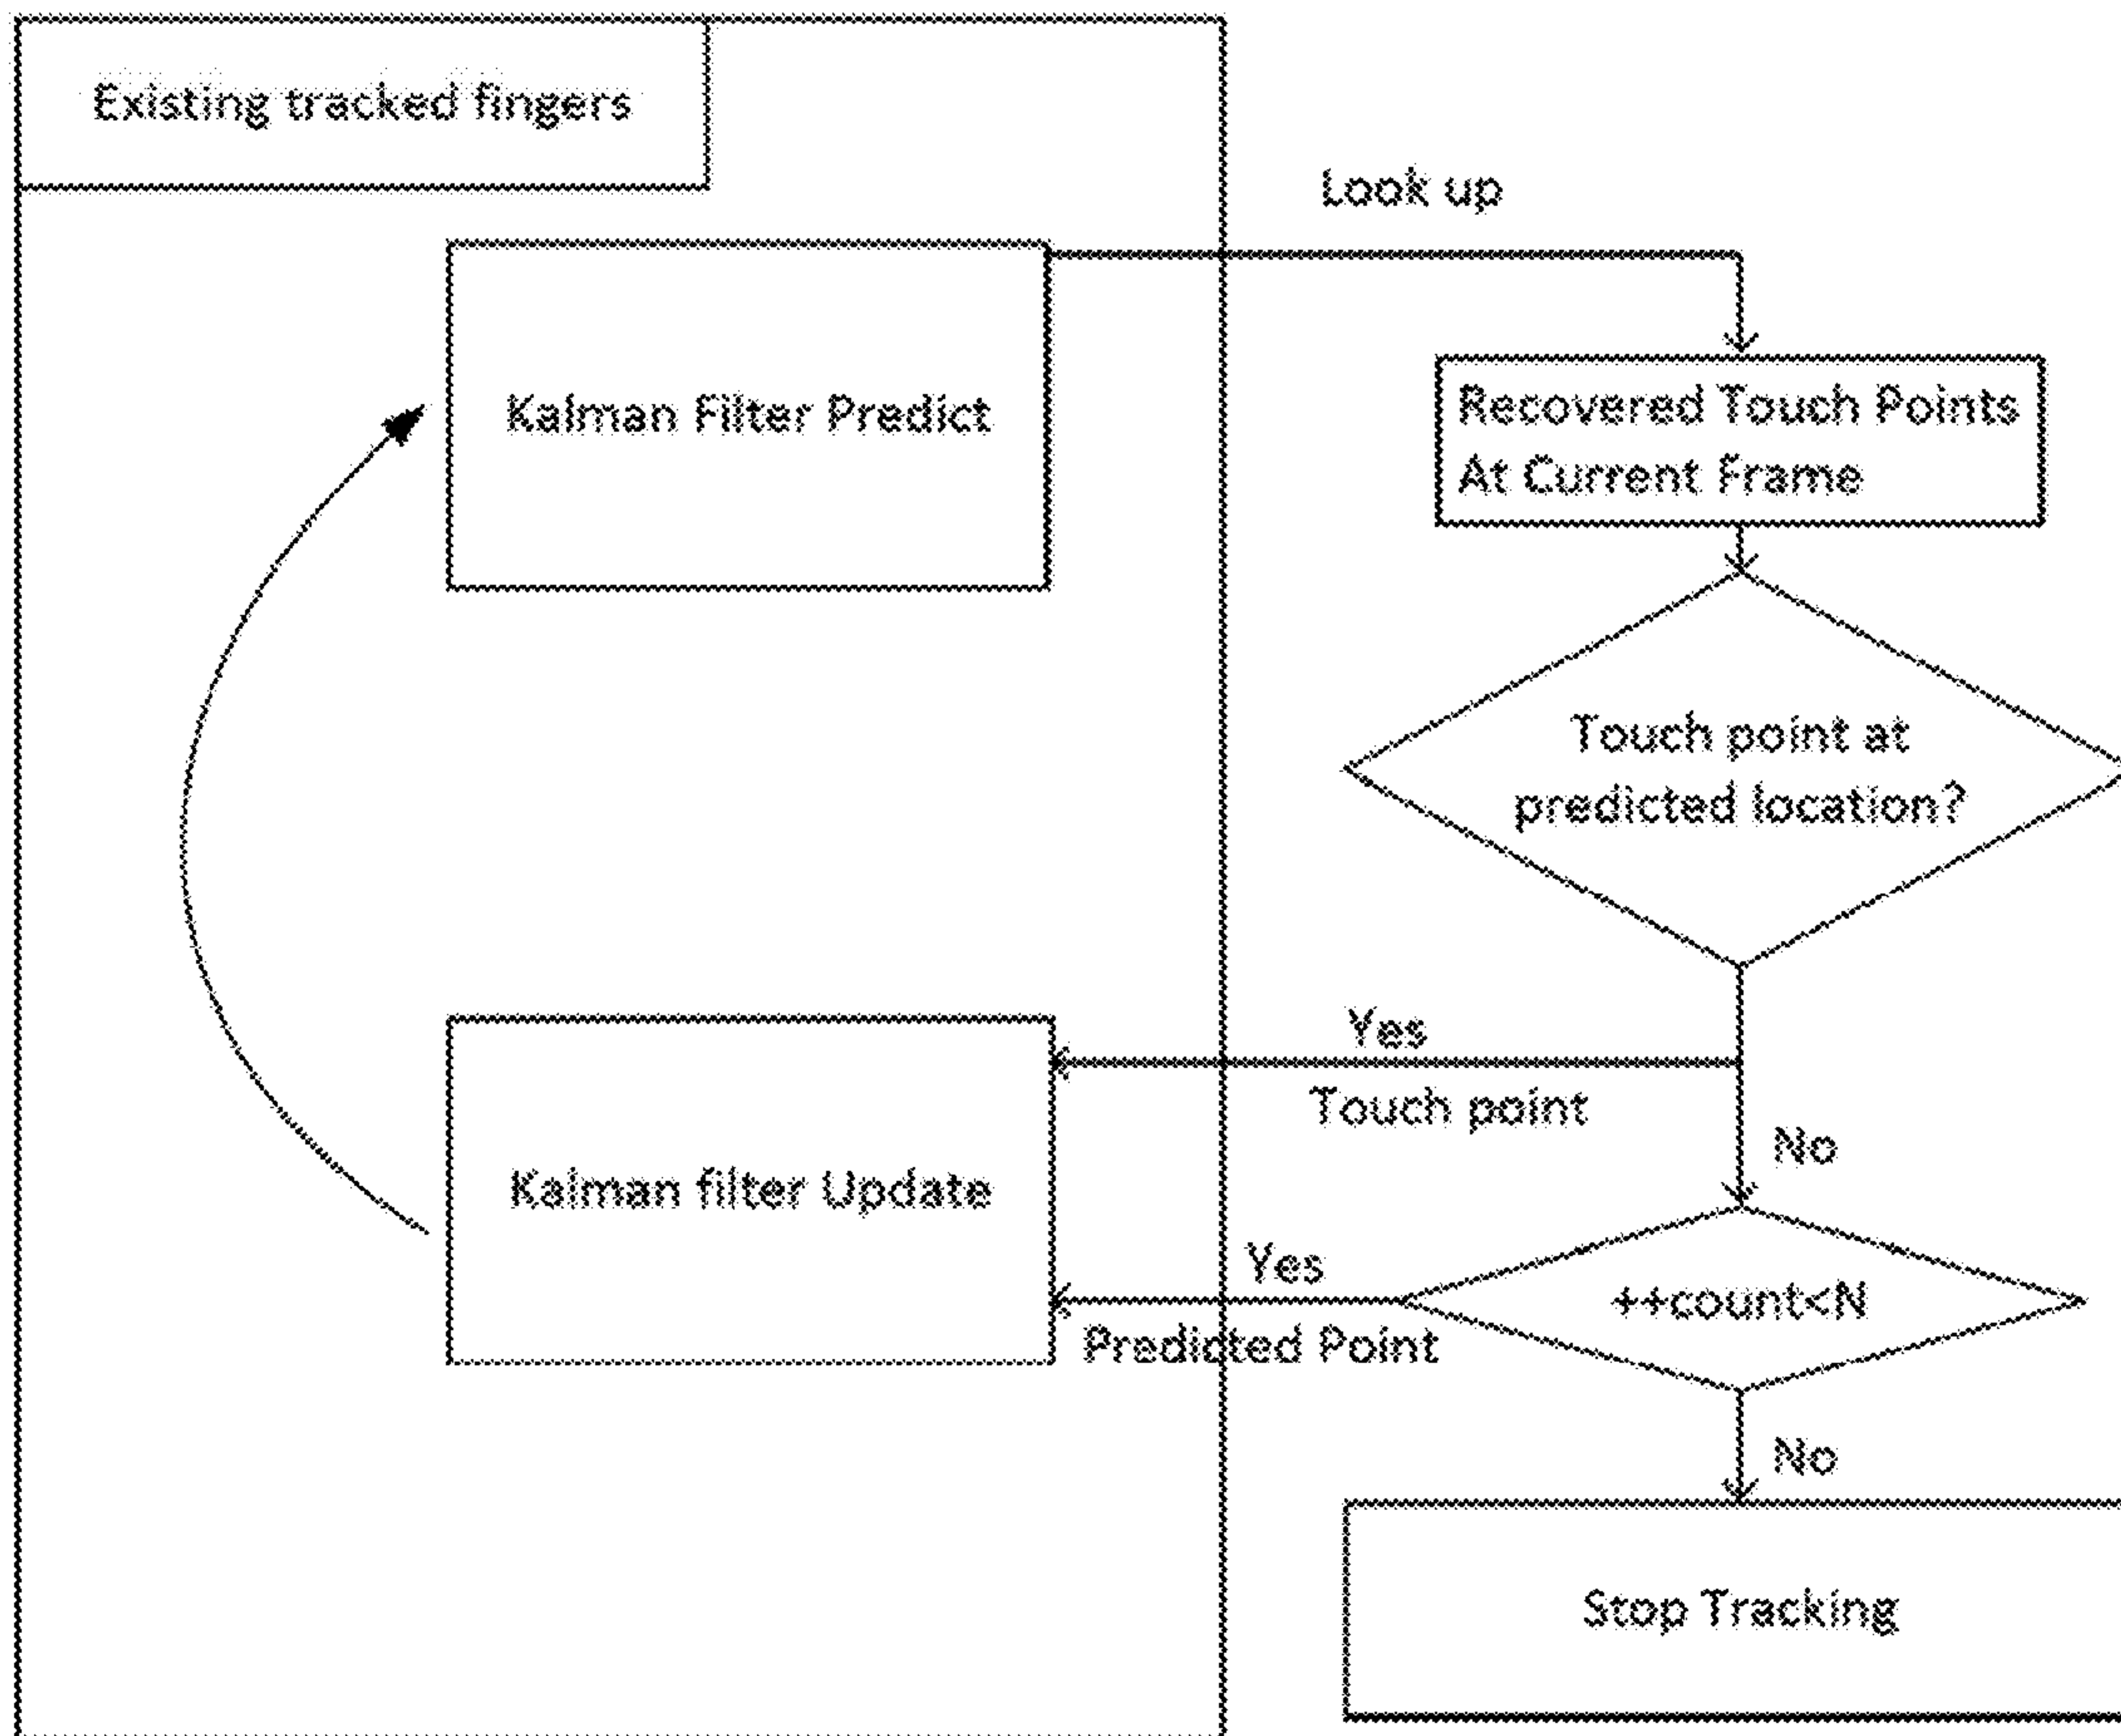 Existing tracked fingers
Look up
Kalman Filter Predict
Recovered Touch Points
At Current Frame
Touch point at
predicted location?
Yes
Touch point
No
Kalman filter Update
Yes
++count<N
Predicted Point
No
Stop Tracking